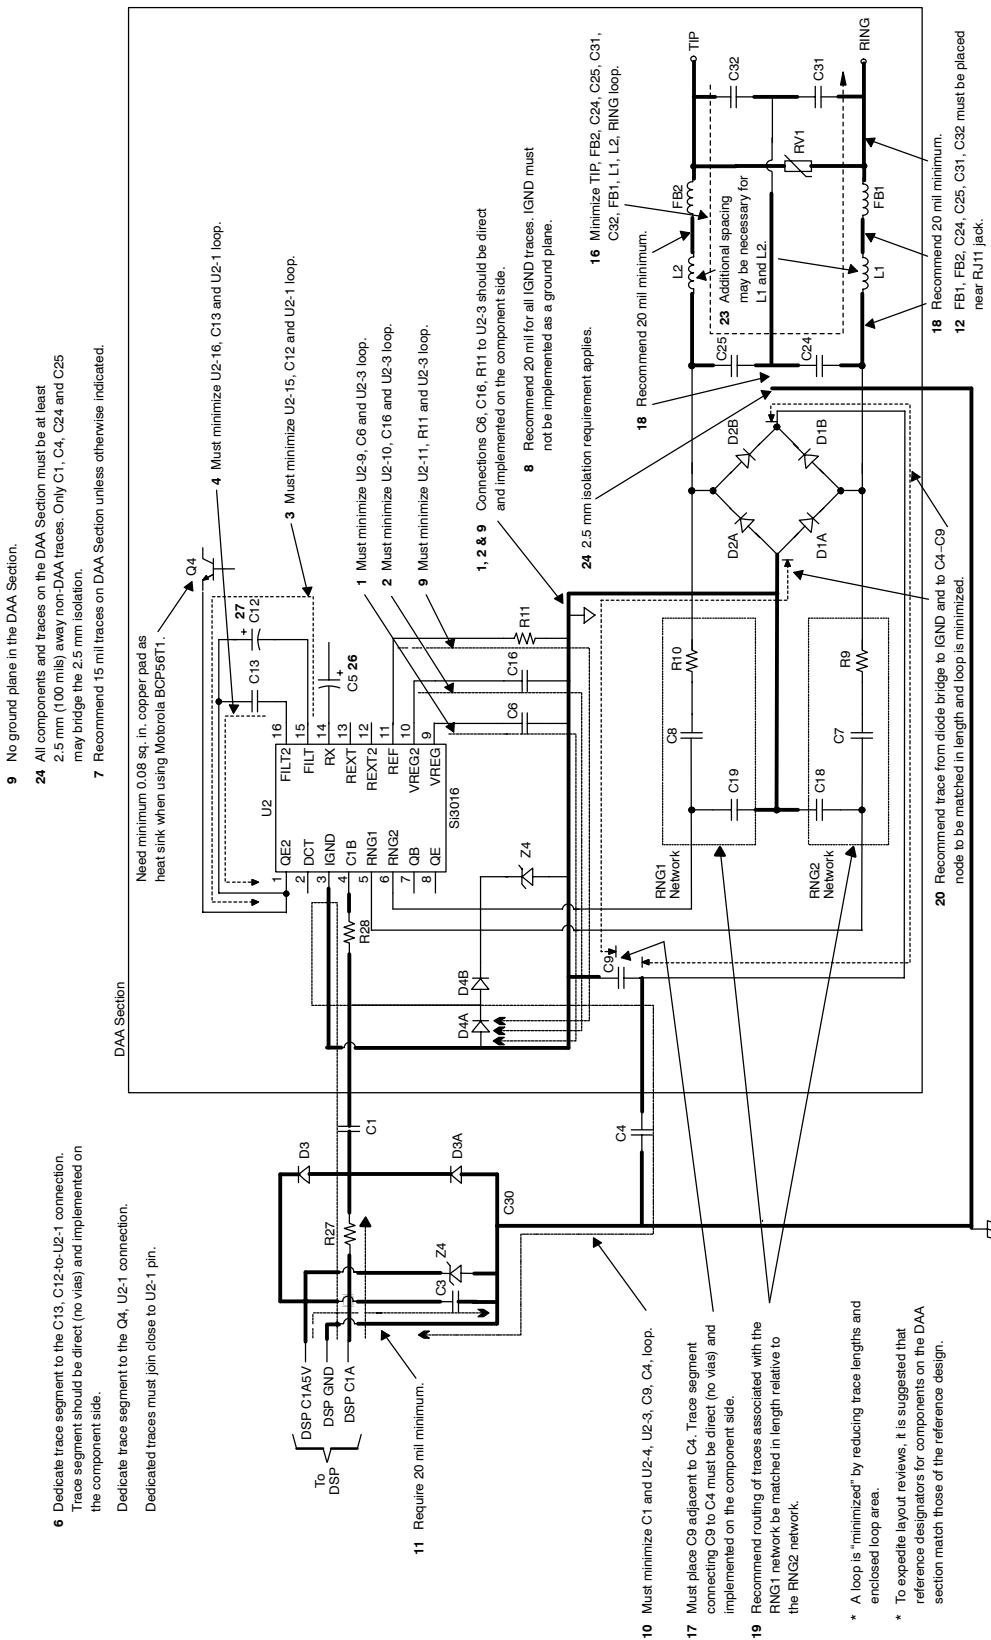 9 No ground plane in the DAA Section.
24 All components and traces on the DAA Section must be at least
2.5 mm (100 mils) away non-DAA traces. Only C1, C4, C24 and C25
may bridge the 2.5 mm isolation.
7 Recommend 15 mil traces on DAA Section unless otherwise indicated.
6 Dedicate trace segment to the C13, C12-to-U2-1 connection.
Trace segment should be direct (no vias) and implemented on
the component side.
Dedicate trace segment to the Q4, U2-1 connection.
Dedicated traces must join close to U2-1 pin.
DAA Section
Need minimum 0.08 sq. in. copper pad as
heat sink when using Motorola BCP56T1.
Q4
4 Must minimize U2-16, C13 and U2-1 loop.
3 Must minimize U2-15, C12 and U2-1 loop.
1 Must minimize U2-9, C6 and U2-3 loop.
2 Must minimize U2-10, C16 and U2-3 loop.
9 Must minimize U2-11, R11 and U2-3 loop.
1, 2 & 9 Connections C6, C16, R11 to U2-3 should be direct
and implemented on the component side.
8 Recommend 20 mil for all IGND traces. IGND must
not be implemented as a ground plane.
16 Minimize TIP, FB2, C24, C25, C31,
C32, FB1, L1, L2, RING loop.
18 Recommend 20 mil minimum.
24 2.5 mm isolation requirement applies.
27
+
C12
C13
+
C5 26
U2
Si3016
1 QE2
2 DCT
3 IGND
4 C1B
5 RNG1
6 RNG2
7 QB
8 QE
FILT2 16
FILT 15
RX 14
REXT 13
REXT2 12
REF 11
VREG2 10
VREG 9
R11
C16
C6
R28
Z4
D4B
D4A
C9
C1
D3
D3A
R27
Z4
C3
C30
C4
To
DSP
DSP C1A5V
DSP GND
DSP C1A
11 Require 20 mil minimum.
TIP
RING
C32
C31
RV1
FB2
FB1
L2
L1
23 Additional spacing
may be necessary for
L1 and L2.
C25
C24
18 Recommend 20 mil minimum.
18 Recommend 20 mil minimum.
12 FB1, FB2, C24, C25, C31, C32 must be placed
near RJ11 jack.
D2B
D1B
D2A
D1A
R10
C8
C19
RNG1
Network
R9
C7
C18
RNG2
Network
20 Recommend trace from diode bridge to IGND and to C4–C9
node to be matched in length and loop is minimized.
10 Must minimize C1 and U2-4, U2-3, C9, C4, loop.
17 Must place C9 adjacent to C4. Trace segment
connecting C9 to C4 must be direct (no vias) and
implemented on the component side.
19 Recommend routing of traces associated with the
RNG1 network be matched in length relative to
the RNG2 network.
* A loop is “minimized” by reducing trace lengths and
enclosed loop area.
* To expedite layout reviews, it is suggested that
reference designators for components on the DAA
section match those of the reference design.